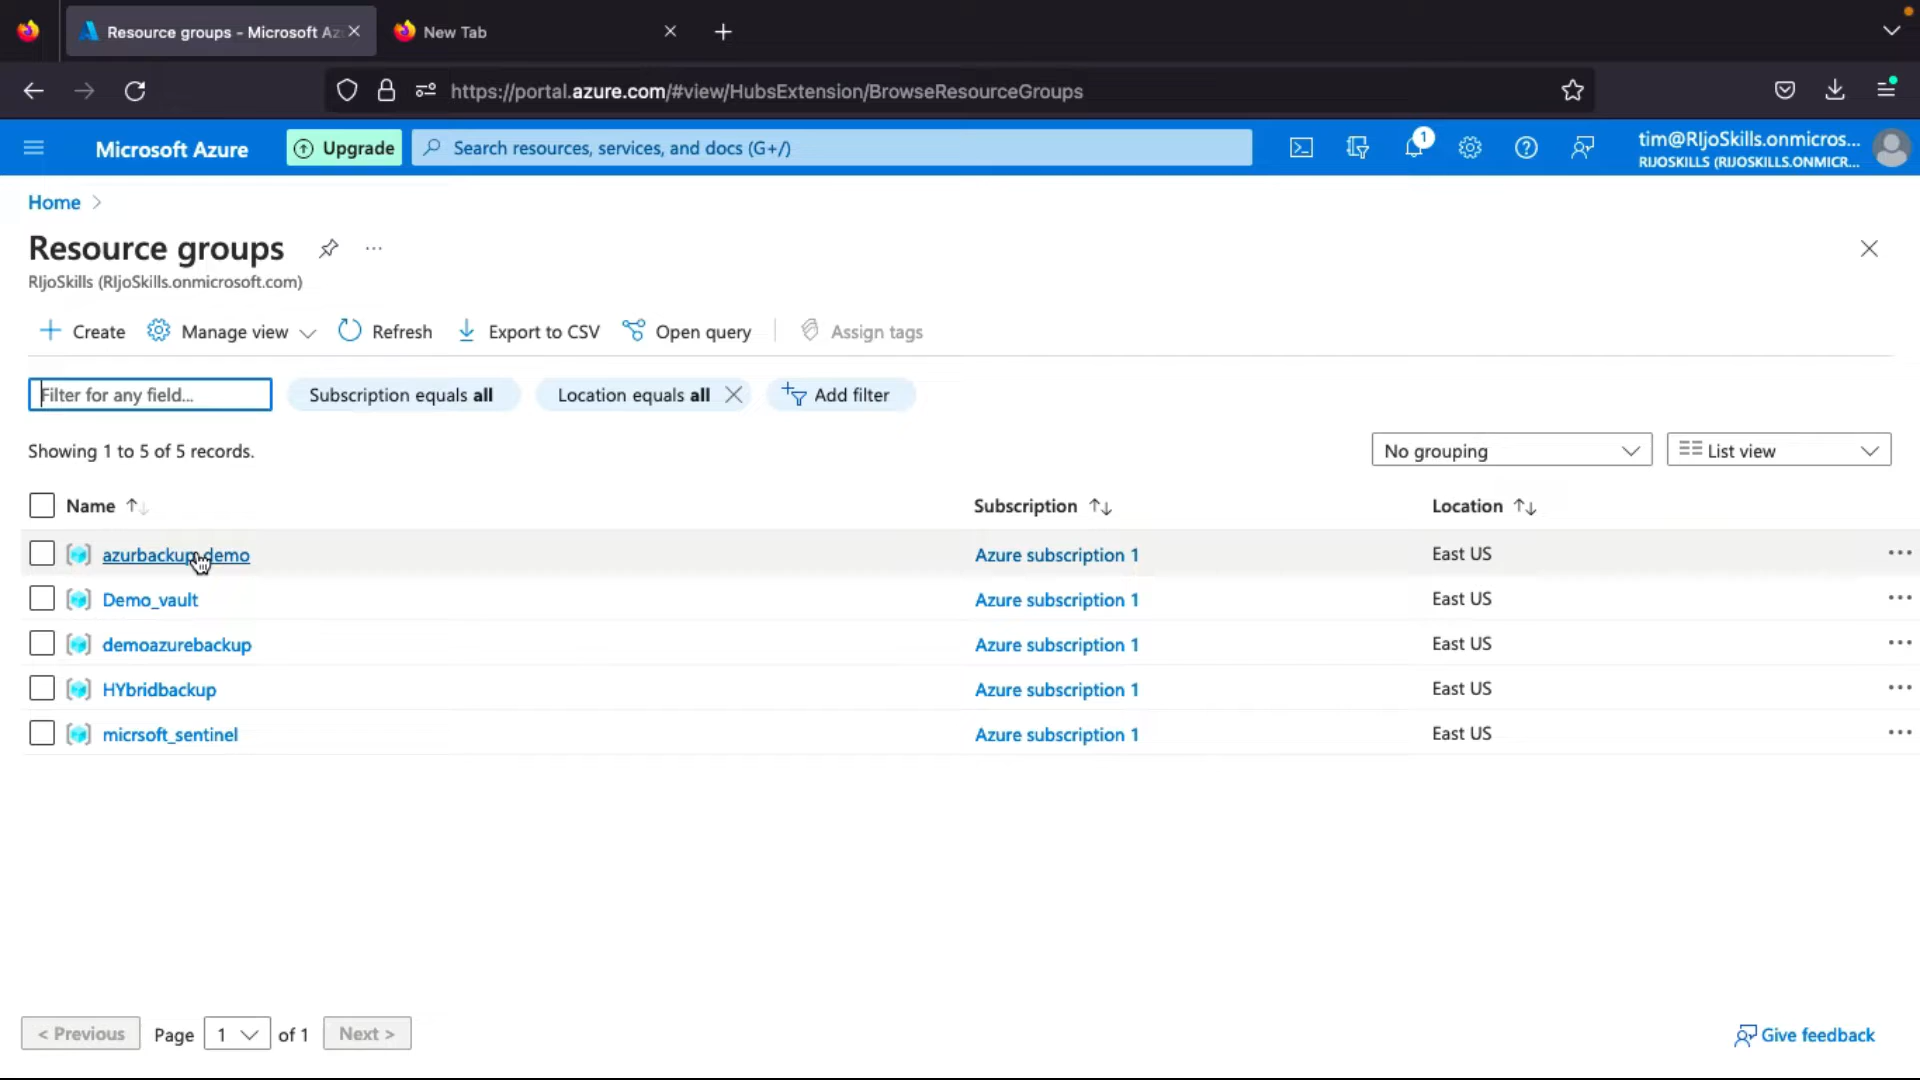 Resource groups - Microsoft Az
New Tab
https://portal.azure.com/#view/HubsExtension/BrowseResourceGroups
Microsoft Azure
Upgrade
Search resources, services, and docs (G+/)
1
tim@RIjoSkills.onmicros...
RIJOSKILLS (RIJOSKILLS.ONMICR...
Home
Resource groups
RIjoSkills (RIjoSkills.onmicrosoft.com)
Create
Manage view
Refresh
Export to CSV
Open query
Assign tags
Filter for any field...
Subscription equals all
Location equals all
Add filter
Showing 1 to 5 of 5 records.
No grouping
List view
Name
Subscription
Location
azurbackup demo
Azure subscription 1
East US
Demo_vault
Azure subscription 1
East US
demoazurebackup
Azure subscription 1
East US
HYbridbackup
Azure subscription 1
East US
micrsoft_sentinel
Azure subscription 1
East US
< Previous
Page 1 of 1
Next >
Give feedback